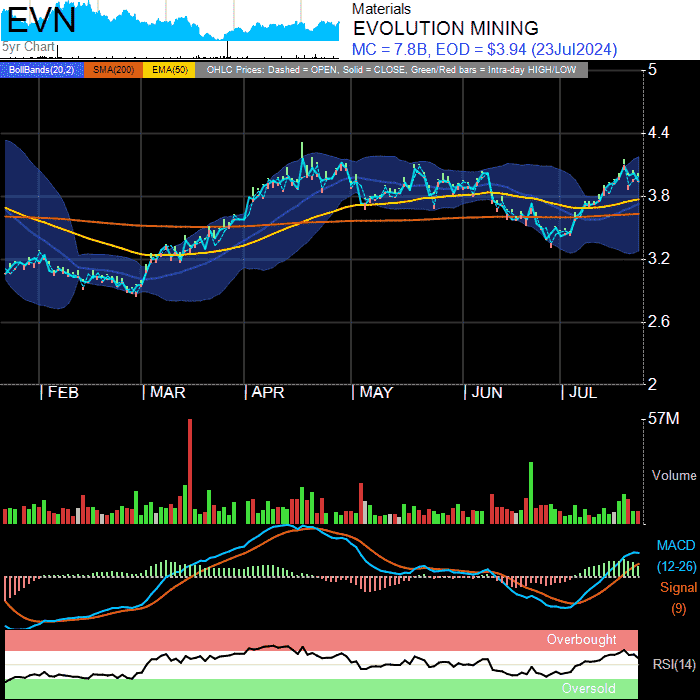 EVN
5yr Chart
Materials
EVOLUTION MINING
MC = 7.8B, EOD = $3.94 (23Jul2024)
BollBands(20,2) SMA(200) EMA(50) OHLC Prices: Dashed = OPEN, Solid = CLOSE, Green/Red bars = Intra-day HIGH/LOW
5
4.4
3.8
3.2
2.6
2
FEB MAR APR MAY JUN JUL
57M
Volume
MACD
(12-26)
Signal
(9)
Overbought
RSI(14)
Oversold